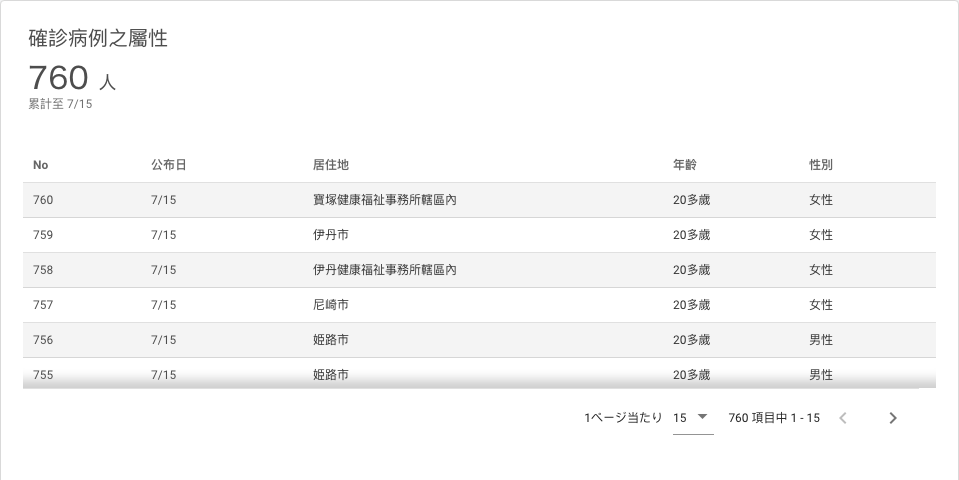 確診病例之屬性
760 人
累計至 7/15
No 公布日 居住地 年齡 性別
760 7/15 寶塚健康福祉事務所轄區內 20多歲 女性
759 7/15 伊丹市 20多歲 女性
758 7/15 伊丹健康福祉事務所轄區內 20多歲 女性
757 7/15 尼崎市 20多歲 女性
756 7/15 姫路市 20多歲 男性
755 7/15 姫路市 20多歲 男性
1ページ当たり 15 760 項目中 1 - 15